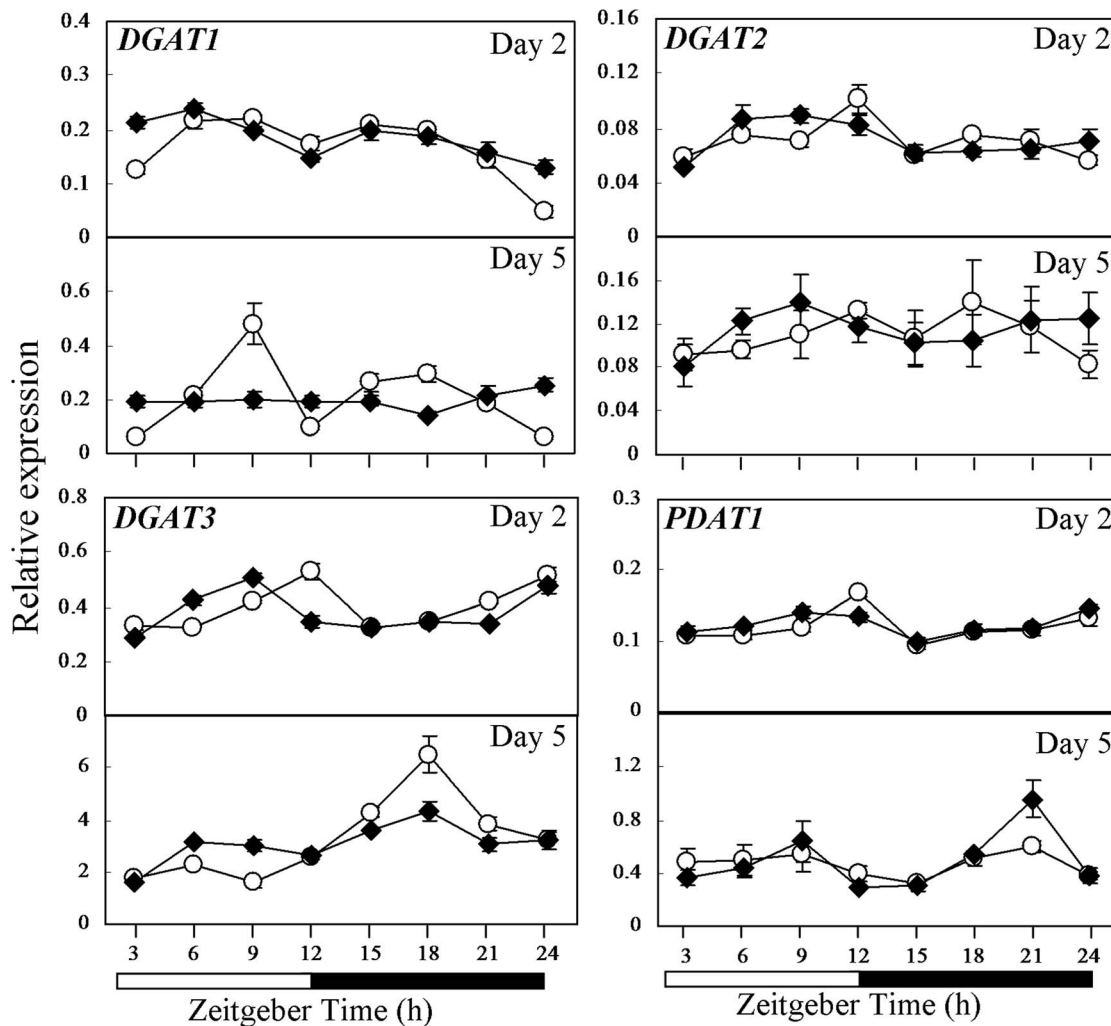 Relative expression
DGAT1
Day 2
0.4
0.3
0.2
0.1
0
Day 5
0.6
0.4
0.2
0
DGAT2
Day 2
0.16
0.12
0.08
0.04
0
Day 5
0.16
0.12
0.08
0.04
0
DGAT3
Day 2
0.8
0.6
0.4
0.2
0
Day 5
6
4
2
0
3 6 9 12 15 18 21 24
Zeitgeber Time (h)
PDAT1
Day 2
0.3
0.2
0.1
0
Day 5
1.2
0.8
0.4
0
3 6 9 12 15 18 21 24
Zeitgeber Time (h)